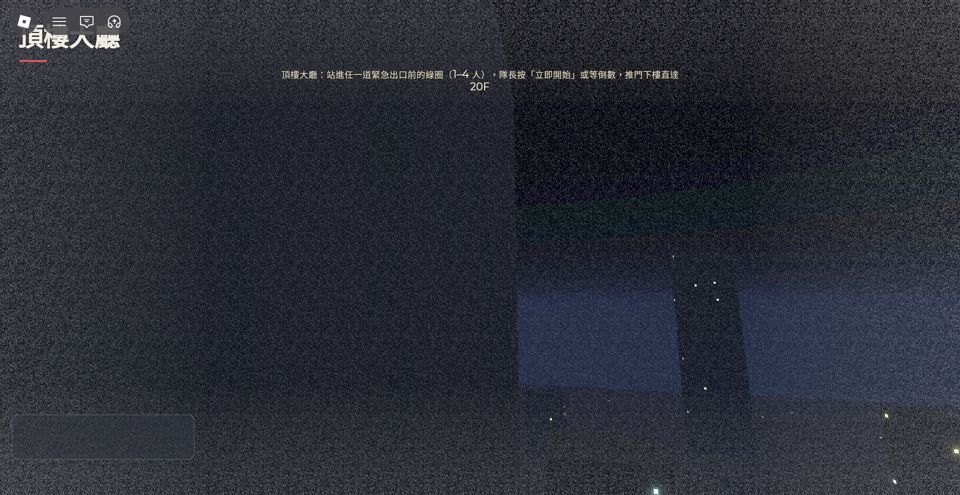 頂樓大廳
頂樓大廳：站進任一道緊急出口前的綠圈（1–4 人），隊長按「立即開始」或等倒數，推門下樓直達
20F